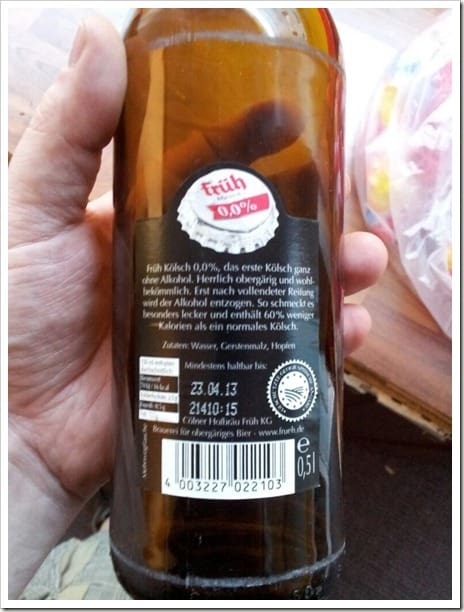 früh
0,0%
Früh Kölsch 0,0%, das erste Kölsch ganz
ohne Alkohol. Herrlich obergärig und wohl-
bekömmlich. Erst nach vollendeter Reifung
wird der Alkohol entzogen. So schmeckt es
besonders lecker und enthält 60% weniger
Kalorien als ein normales Kölsch.
Zutaten: Wasser, Gerstenmalz, Hopfen
Mindestens haltbar bis:
23.04.13
21410:15
Cölner Hofbräu Früh KG
Brauerei für obergäriges Bier - www.frueh.de
Mehrwegflasche
e
0,5 l
4 003227 022103